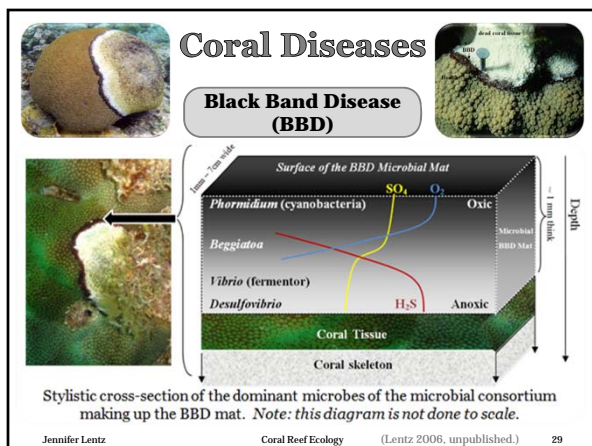 Coral Diseases
dead coral tissue
BBD
Black Band Disease
(BBD)
1mm – 7cm wide
Surface of the BBD Microbial Mat
SO4 O2
Phormidium (cyanobacteria) Oxic
Beggiatoa
Microbial
BBD Mat
Vibrio (fermentor)
Desulfovibrio H2S Anoxic
~ 1 mm think
Depth
Coral Tissue
Coral skeleton
Stylistic cross-section of the dominant microbes of the microbial consortium
making up the BBD mat. Note: this diagram is not done to scale.
Jennifer Lentz Coral Reef Ecology (Lentz 2006, unpublished.) 29